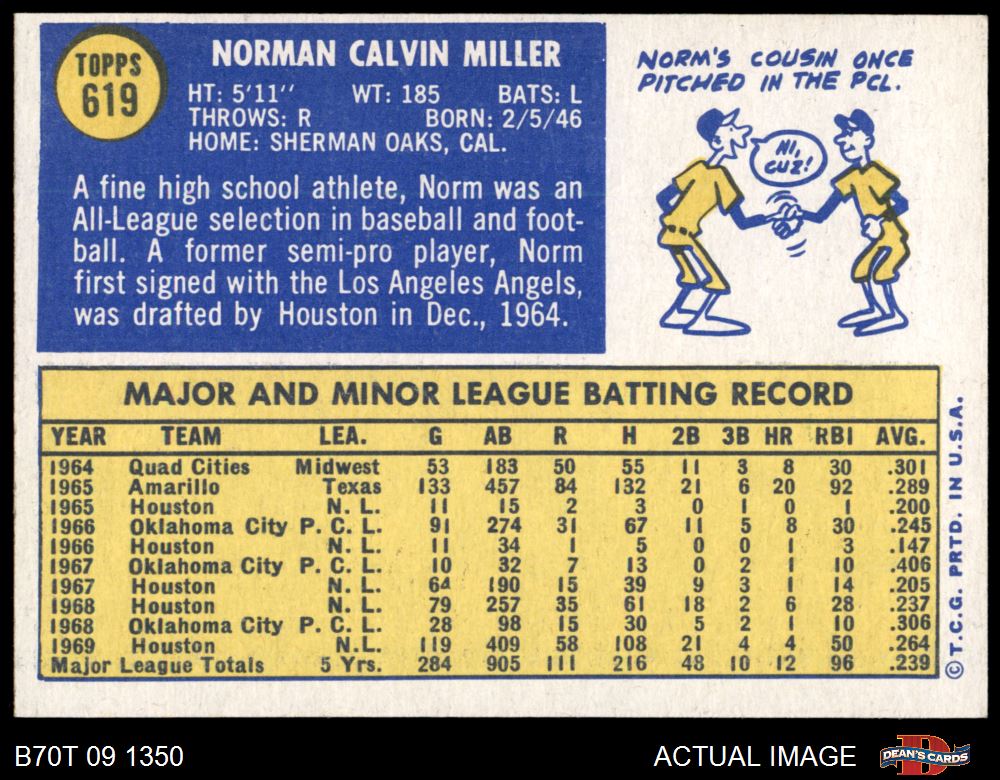 TOPPS
619
NORMAN CALVIN MILLER
HT: 5'11'' WT: 185 BATS: L
THROWS: R BORN: 2/5/46
HOME: SHERMAN OAKS, CAL.
A fine high school athlete, Norm was an
All-League selection in baseball and foot-
ball. A former semi-pro player, Norm
first signed with the Los Angeles Angels,
was drafted by Houston in Dec., 1964.
NORM'S COUSIN ONCE
PITCHED IN THE PCL.
HI,
CUZ!
MAJOR AND MINOR LEAGUE BATTING RECORD
YEAR TEAM LEA. G AB R H 2B 3B HR RBI AVG.
1964 Quad Cities Midwest 53 183 50 55 11 3 8 30 .301
1965 Amarillo Texas 133 457 84 132 21 6 20 92 .289
1965 Houston N. L. 11 15 2 3 0 1 0 1 .200
1966 Oklahoma City P. C. L. 91 274 31 67 11 5 8 30 .245
1966 Houston N. L. 11 34 1 5 0 0 1 3 .147
1967 Oklahoma City P. C. L. 10 32 7 13 0 2 1 10 .406
1967 Houston N. L. 64 190 15 39 9 3 1 14 .205
1968 Houston N. L. 79 257 35 61 18 2 6 28 .237
1968 Oklahoma City P. C. L. 28 98 15 30 5 2 1 10 .306
1969 Houston N.L. 119 409 58 108 21 4 4 50 .264
Major League Totals 5 Yrs. 284 905 111 216 48 10 12 96 .239
© T.C.G. PRTD. IN U.S.A.
B70T 09 1350
ACTUAL IMAGE
DEAN'S CARDS